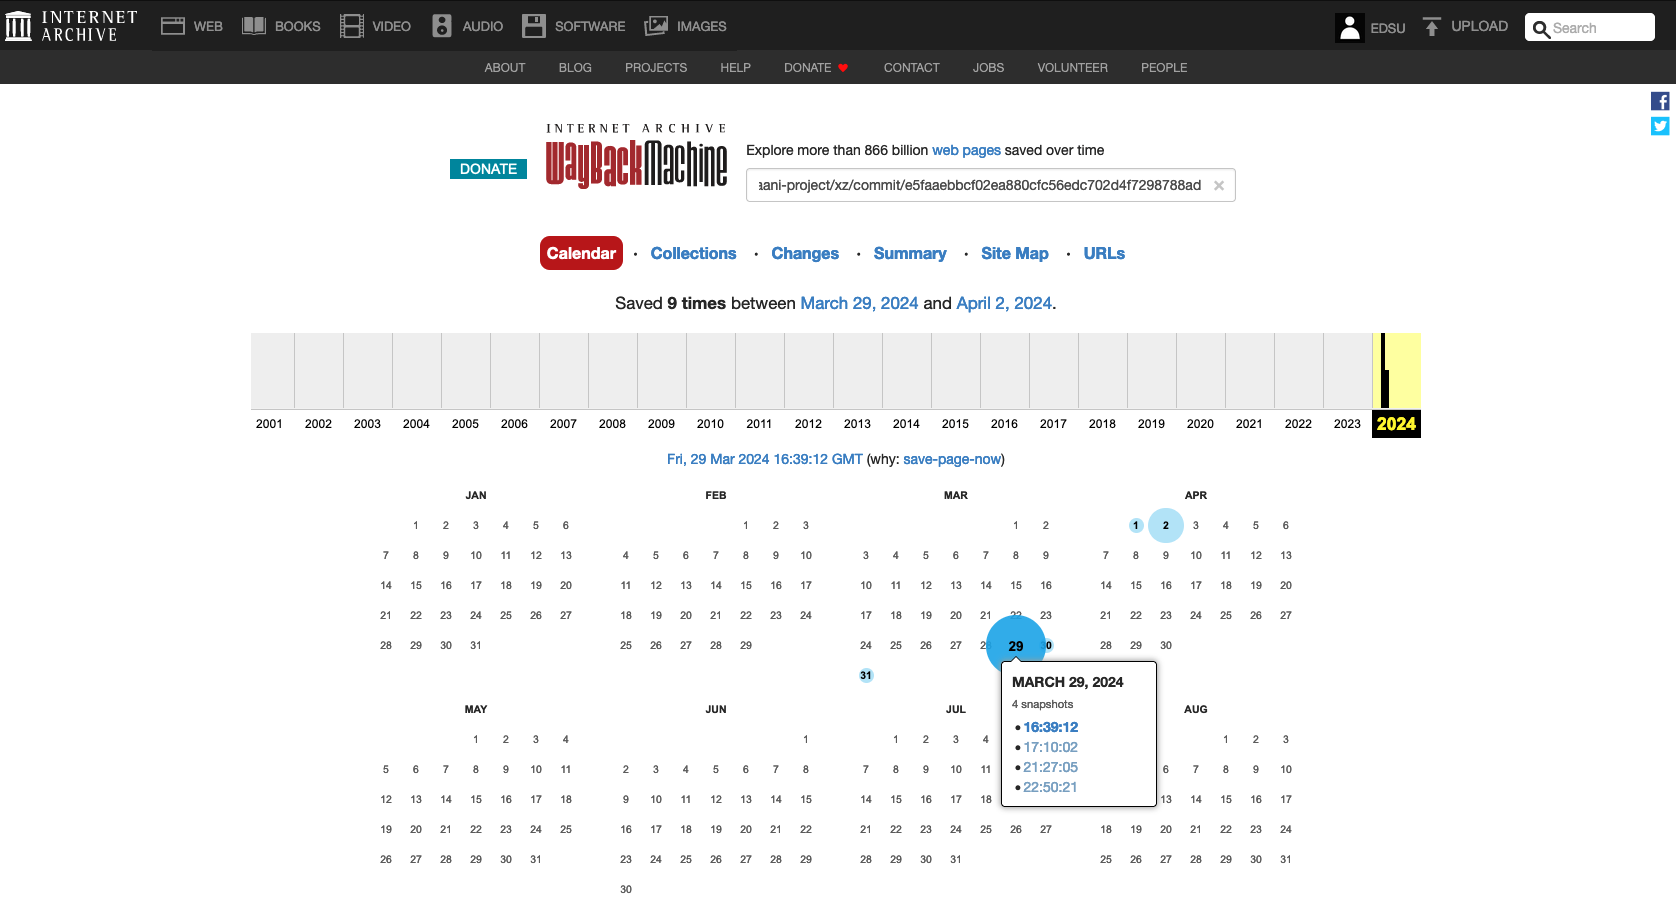 INTERNET ARCHIVE
WEB BOOKS VIDEO AUDIO SOFTWARE IMAGES EDSU UPLOAD Search
ABOUT BLOG PROJECTS HELP DONATE CONTACT JOBS VOLUNTEER PEOPLE
DONATE
INTERNET ARCHIVE
WayBackMachine
Explore more than 866 billion web pages saved over time
aani-project/xz/commit/e5faaebbcf02ea880cfc56edc702d4f7298788ad ×
Calendar · Collections · Changes · Summary · Site Map · URLs
Saved 9 times between March 29, 2024 and April 2, 2024.
2001 2002 2003 2004 2005 2006 2007 2008 2009 2010 2011 2012 2013 2014 2015 2016 2017 2018 2019 2020 2021 2022 2023 2024
Fri, 29 Mar 2024 16:39:12 GMT (why: save-page-now)
JAN
1 2 3 4 5 6
7 8 9 10 11 12 13
14 15 16 17 18 19 20
21 22 23 24 25 26 27
28 29 30 31
FEB
1 2 3
4 5 6 7 8 9 10
11 12 13 14 15 16 17
18 19 20 21 22 23 24
25 26 27 28 29
MAR
1 2
3 4 5 6 7 8 9
10 11 12 13 14 15 16
17 18 19 20 21 22 23
24 25 26 27 28 29 30
31
APR
1 2 3 4 5 6
7 8 9 10 11 12 13
14 15 16 17 18 19 20
21 22 23 24 25 26 27
28 29 30
MARCH 29, 2024
4 snapshots
• 16:39:12
• 17:10:02
• 21:27:05
• 22:50:21
MAY
1 2 3 4
5 6 7 8 9 10 11
12 13 14 15 16 17 18
19 20 21 22 23 24 25
26 27 28 29 30 31
JUN
1
2 3 4 5 6 7 8
9 10 11 12 13 14 15
16 17 18 19 20 21 22
23 24 25 26 27 28 29
30
JUL
1 2 3 4
7 8 9 10 11
14 15 16 17 18
21 22 23 24 25 26 27
28 29 30 31
AUG
1 2 3
6 7 8 9 10
13 14 15 16 17
18 19 20 21 22 23 24
25 26 27 28 29 30 31